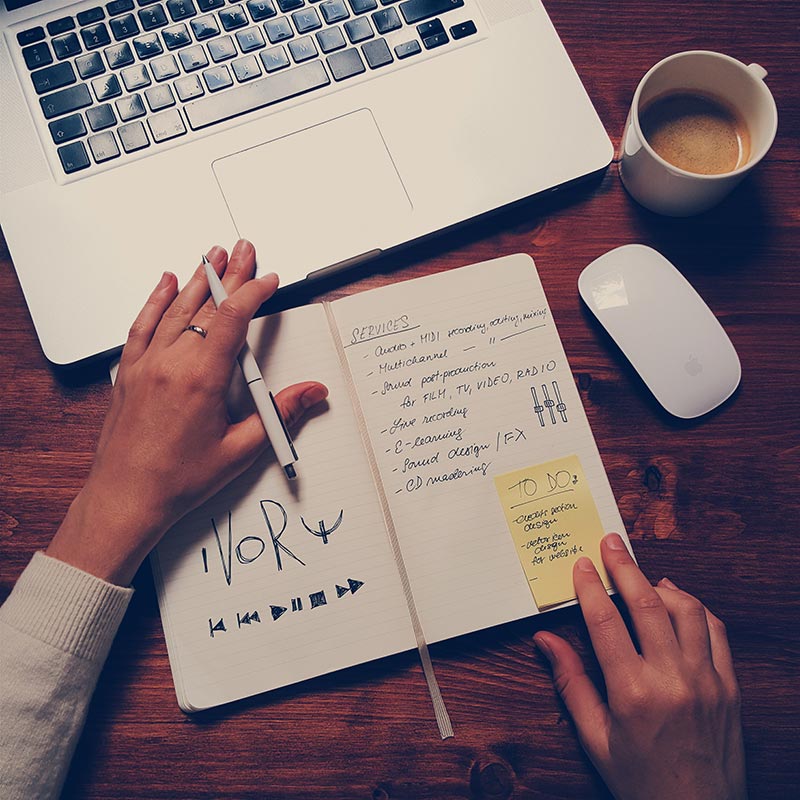 IVORY
SERVICES
- Audio + MIDI recording, editing, mixing
- Multichannel — " —
- Sound post-production
for FILM, TV, VIDEO, RADIO
- Live recording
- E-learning
- Sound design / FX
- CD mastering
TO DO:
- section
design
- vector icon
design
for website
-